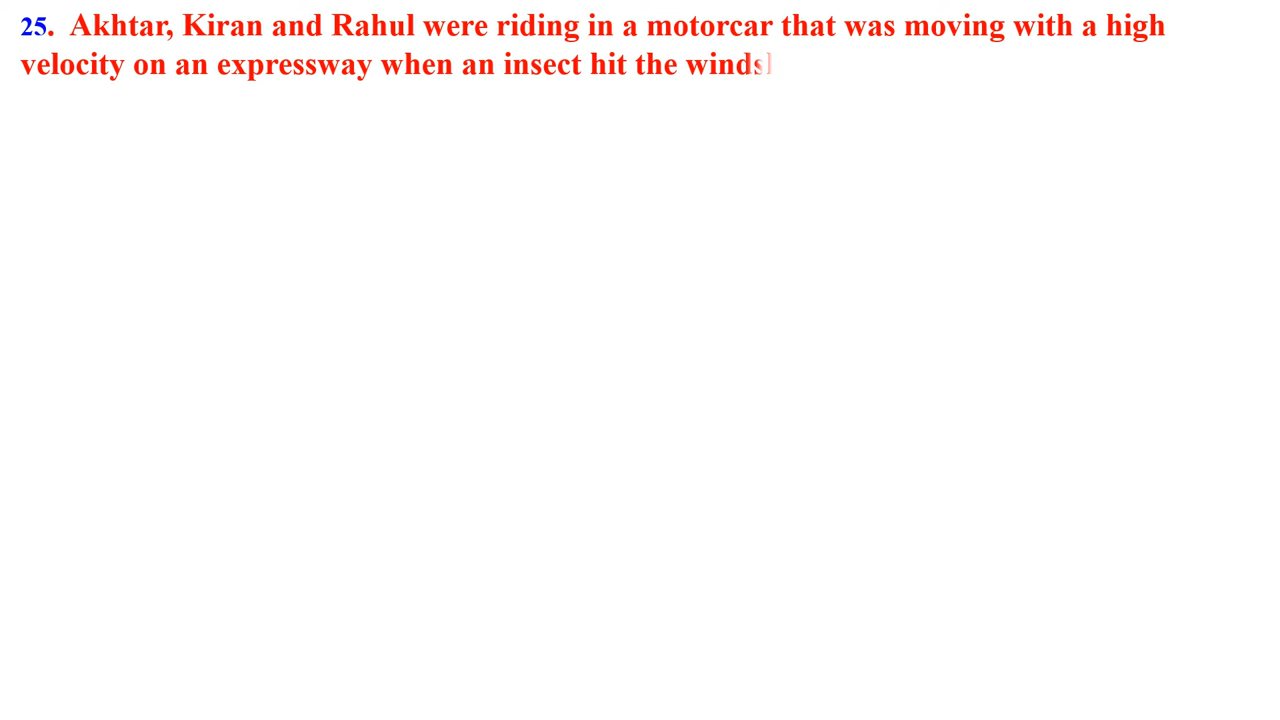 25. Akhtar, Kiran and Rahul were riding in a motorcar that was moving with a high
velocity on an expressway when an insect hit the